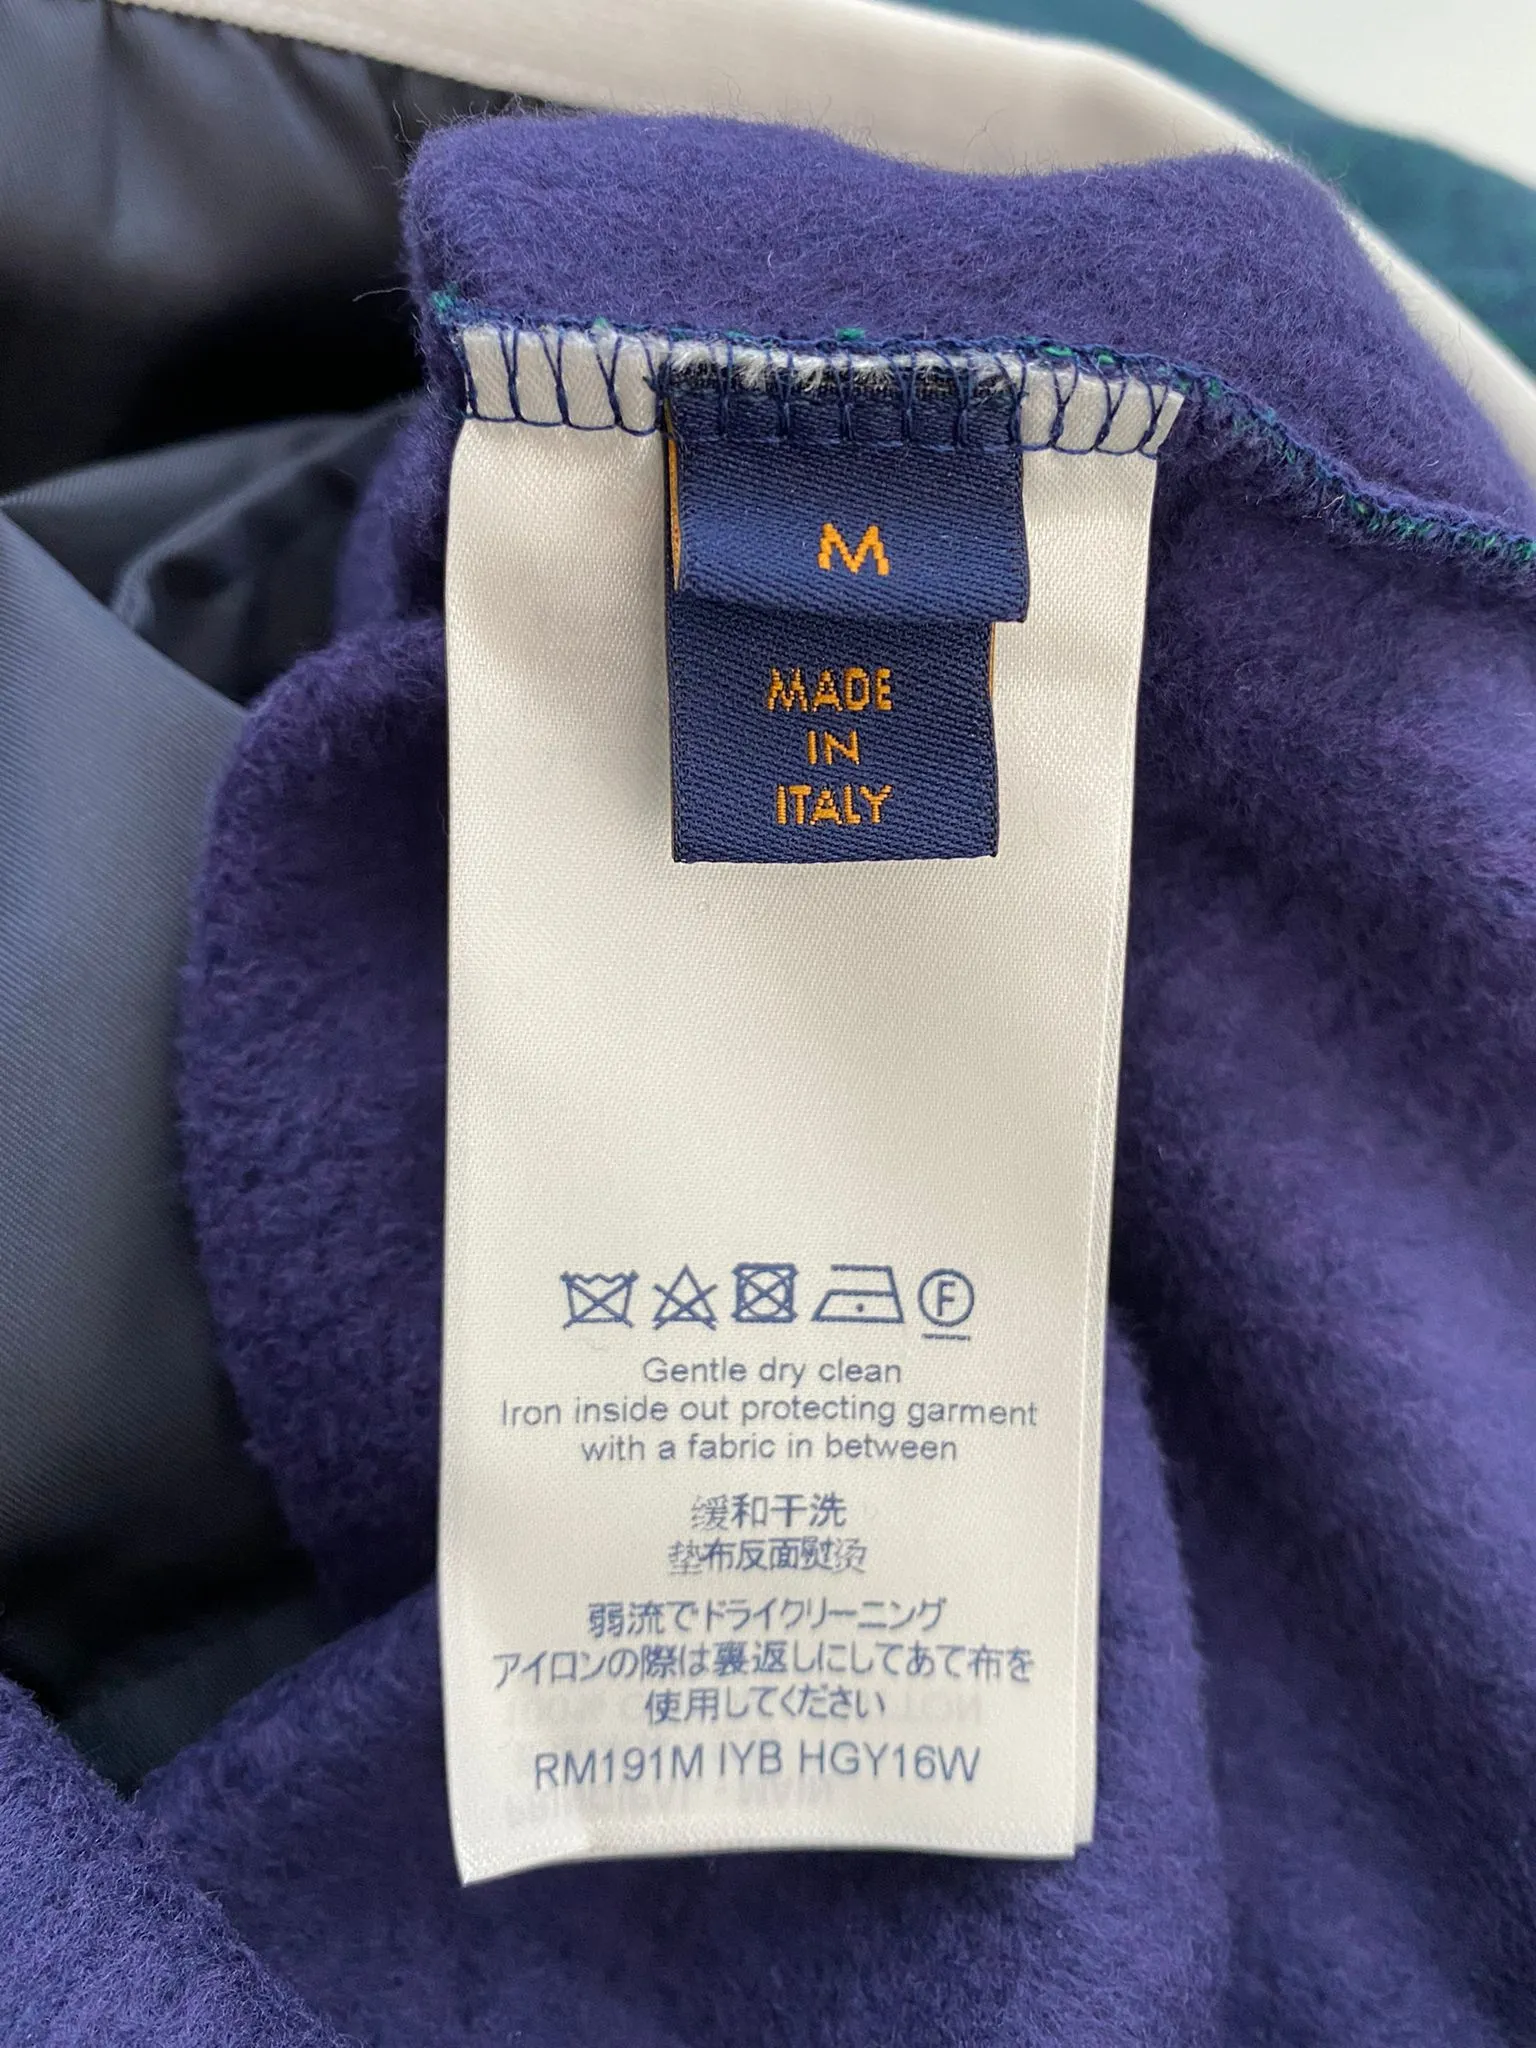 M
MADE
IN
ITALY
F
Gentle dry clean
Iron inside out protecting garment
with a fabric in between
缓和干洗
垫布反面熨烫
弱流でドライクリーニング
アイロンの際は裏返しにしてあて布を
使用してください
RM191M IYB HGY16W